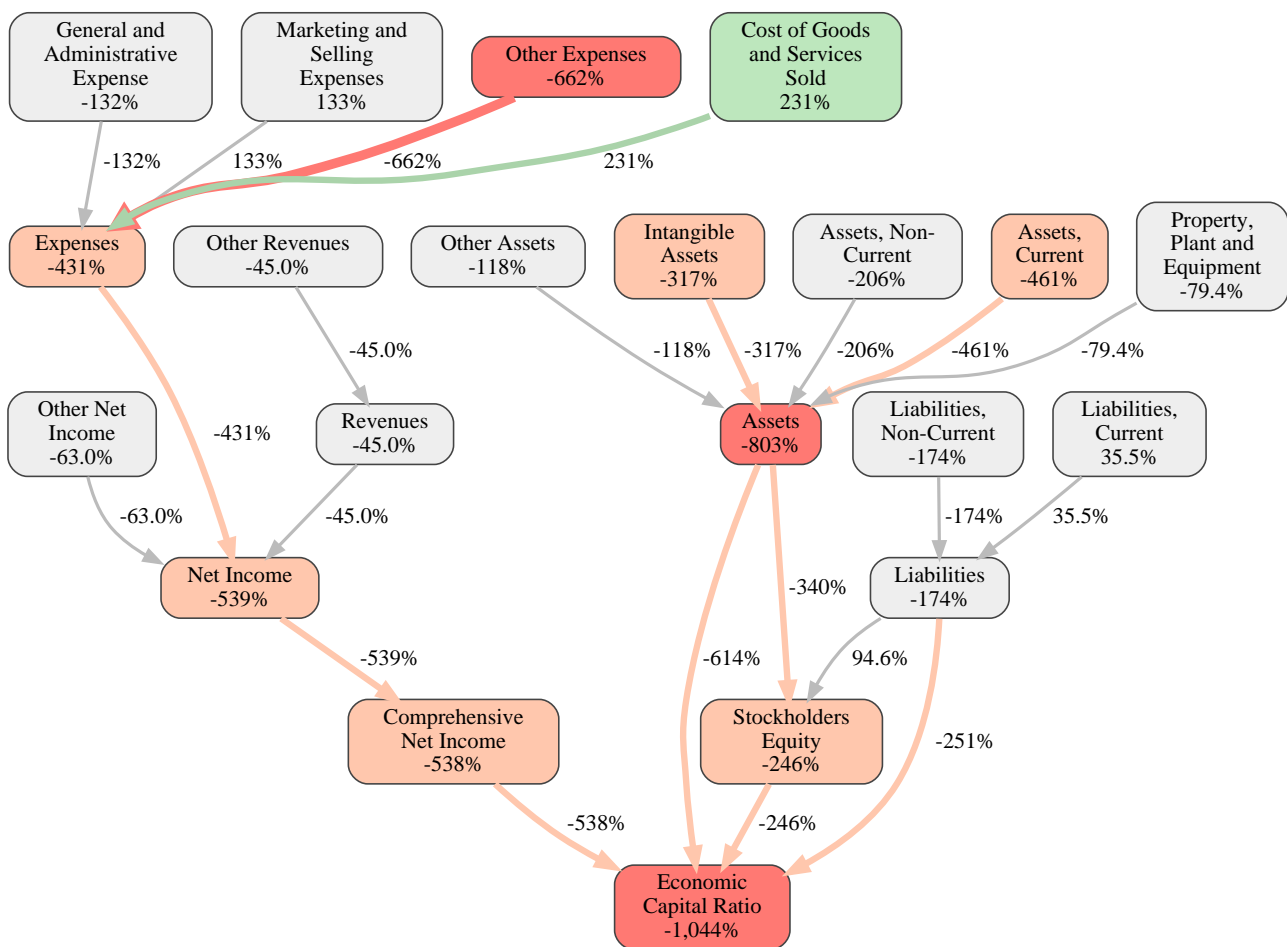 General and
Administrative
Expense
-132%
Marketing and
Selling
Expenses
133%
Other Expenses
-662%
Cost of Goods
and Services
Sold
231%
-132%
133%
-662%
231%
Expenses
-431%
Other Revenues
-45.0%
Other Assets
-118%
Intangible
Assets
-317%
Assets, Non-
Current
-206%
Assets,
Current
-461%
Property,
Plant and
Equipment
-79.4%
-45.0%
-118%
-317%
-206%
-461%
-79.4%
Other Net
Income
-63.0%
-431%
Revenues
-45.0%
Assets
-803%
Liabilities,
Non-Current
-174%
Liabilities,
Current
35.5%
-63.0%
-45.0%
-174%
35.5%
Net Income
-539%
-340%
Liabilities
-174%
-539%
-614%
94.6%
Comprehensive
Net Income
-538%
Stockholders
Equity
-246%
-251%
-538%
-246%
Economic
Capital Ratio
-1,044%